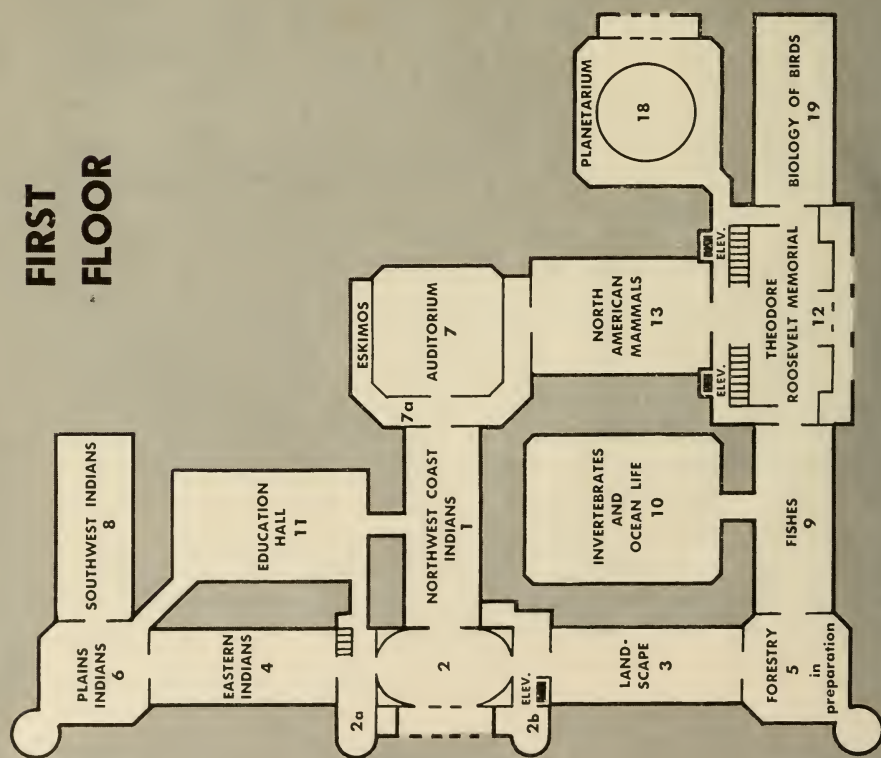 FIRST
FLOOR
SOUTHWEST INDIANS
8
PLAINS
INDIANS
6
EDUCATION
HALL
11
EASTERN
INDIANS
4
2a
ESKIMOS
AUDITORIUM
7
7a
NORTHWEST COAST
INDIANS
1
2
2b
ELEV.
PLANETARIUM
18
NORTH
AMERICAN
MAMMALS
13
ELEV.
ELEV.
INVERTEBRATES
AND
OCEAN LIFE
10
LAND-
SCAPE
3
BIOLOGY OF BIRDS
19
THEODORE
ROOSEVELT MEMORIAL
12
FISHES
9
FORESTRY
5
in
preparation